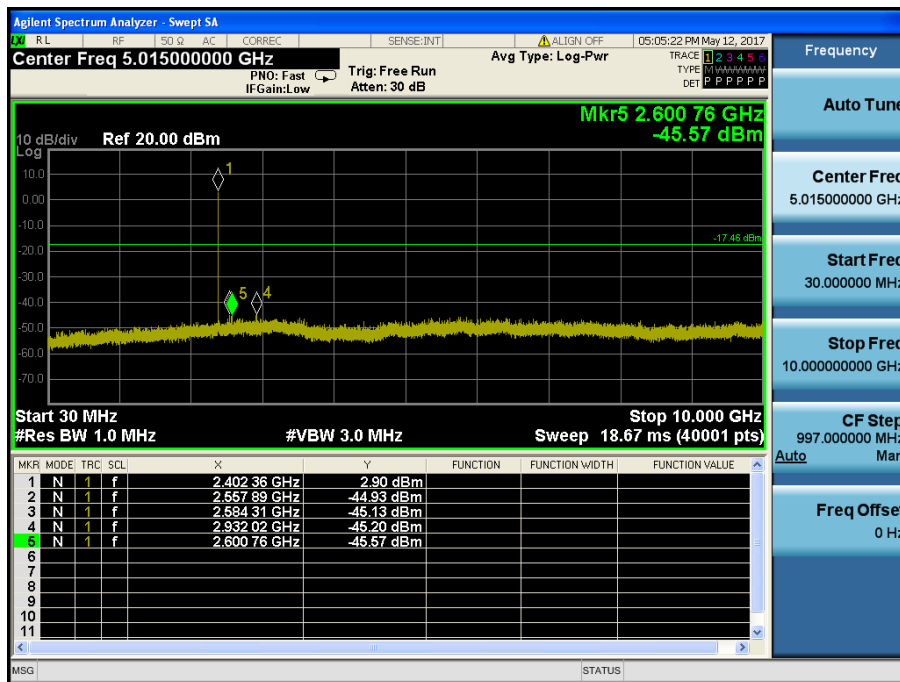 Agilent Spectrum Analyzer - Swept SA
LXI RL RF 50 Ω AC CORREC SENSE:INT ALIGN OFF 05:05:22 PM May 12, 2017
Center Freq 5.015000000 GHz
PNO: Fast
IFGain:Low
Trig: Free Run
Atten: 30 dB
Avg Type: Log-Pwr
TRACE 1 2 3 4 5 6
TYPE M
DET P P P P P P
Mkr5 2.600 76 GHz
-45.57 dBm
10 dB/div
Log
Ref 20.00 dBm
10.0
0.00
-10.0
-20.0
-30.0
-40.0
-50.0
-60.0
-70.0
1
5
4
-17.46 dBm
Start 30 MHz
Stop 10.000 GHz
#Res BW 1.0 MHz
#VBW 3.0 MHz
Sweep 18.67 ms (40001 pts)
MKR MODE TRC SCL X Y FUNCTION FUNCTION WIDTH FUNCTION VALUE
1 N 1 f 2.402 36 GHz 2.90 dBm
2 N 1 f 2.557 89 GHz -44.93 dBm
3 N 1 f 2.584 31 GHz -45.13 dBm
4 N 1 f 2.932 02 GHz -45.20 dBm
5 N 1 f 2.600 76 GHz -45.57 dBm
6
7
8
9
10
11
MSG
STATUS
Frequency
Auto Tune
Center Freq
5.015000000 GHz
Start Freq
30.000000 MHz
Stop Freq
10.000000000 GHz
CF Step
997.000000 MHz
Auto Man
Freq Offset
0 Hz